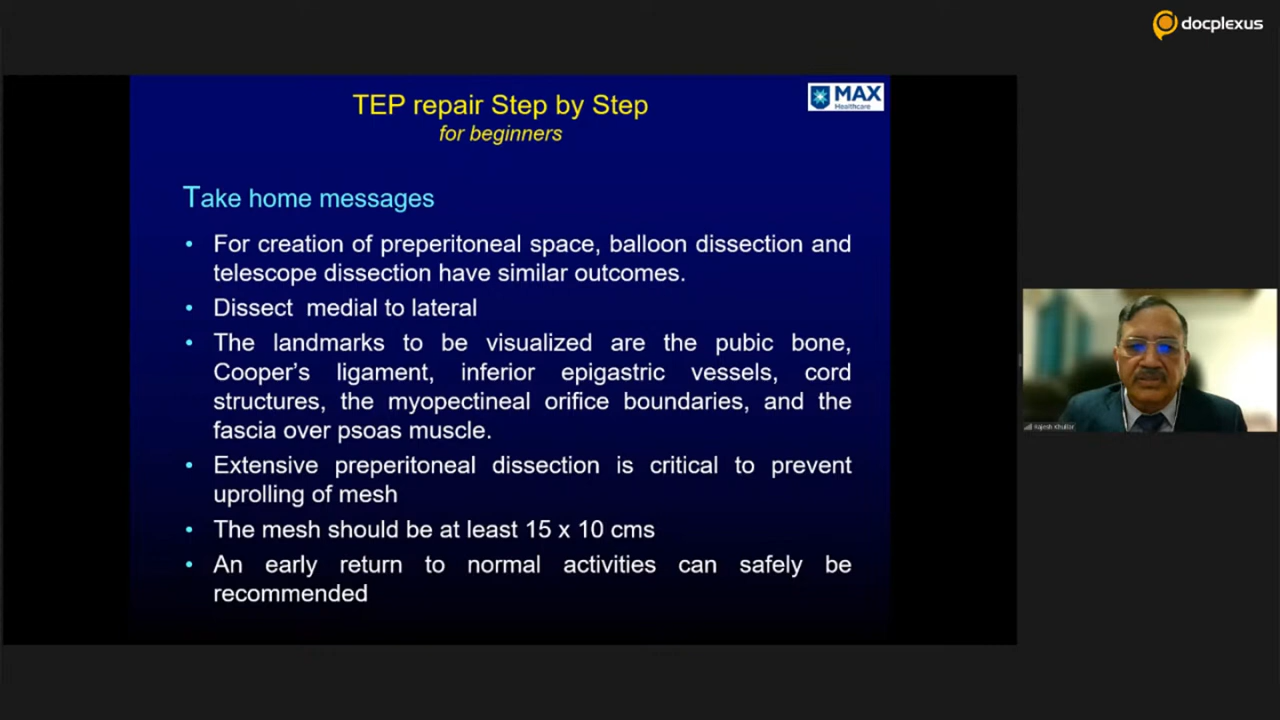 docplexus
TEP repair Step by Step
MAX
Healthcare
for beginners
Take home messages
• For creation of preperitoneal space, balloon dissection and
telescope dissection have similar outcomes.
• Dissect medial to lateral
• The landmarks to be visualized are the pubic bone,
Cooper’s ligament, inferior epigastric vessels, cord
structures, the myopectineal orifice boundaries, and the
fascia over psoas muscle.
• Extensive preperitoneal dissection is critical to prevent
uprolling of mesh
• The mesh should be at least 15 x 10 cms
• An early return to normal activities can safely be
recommended
Rajesh Khullar